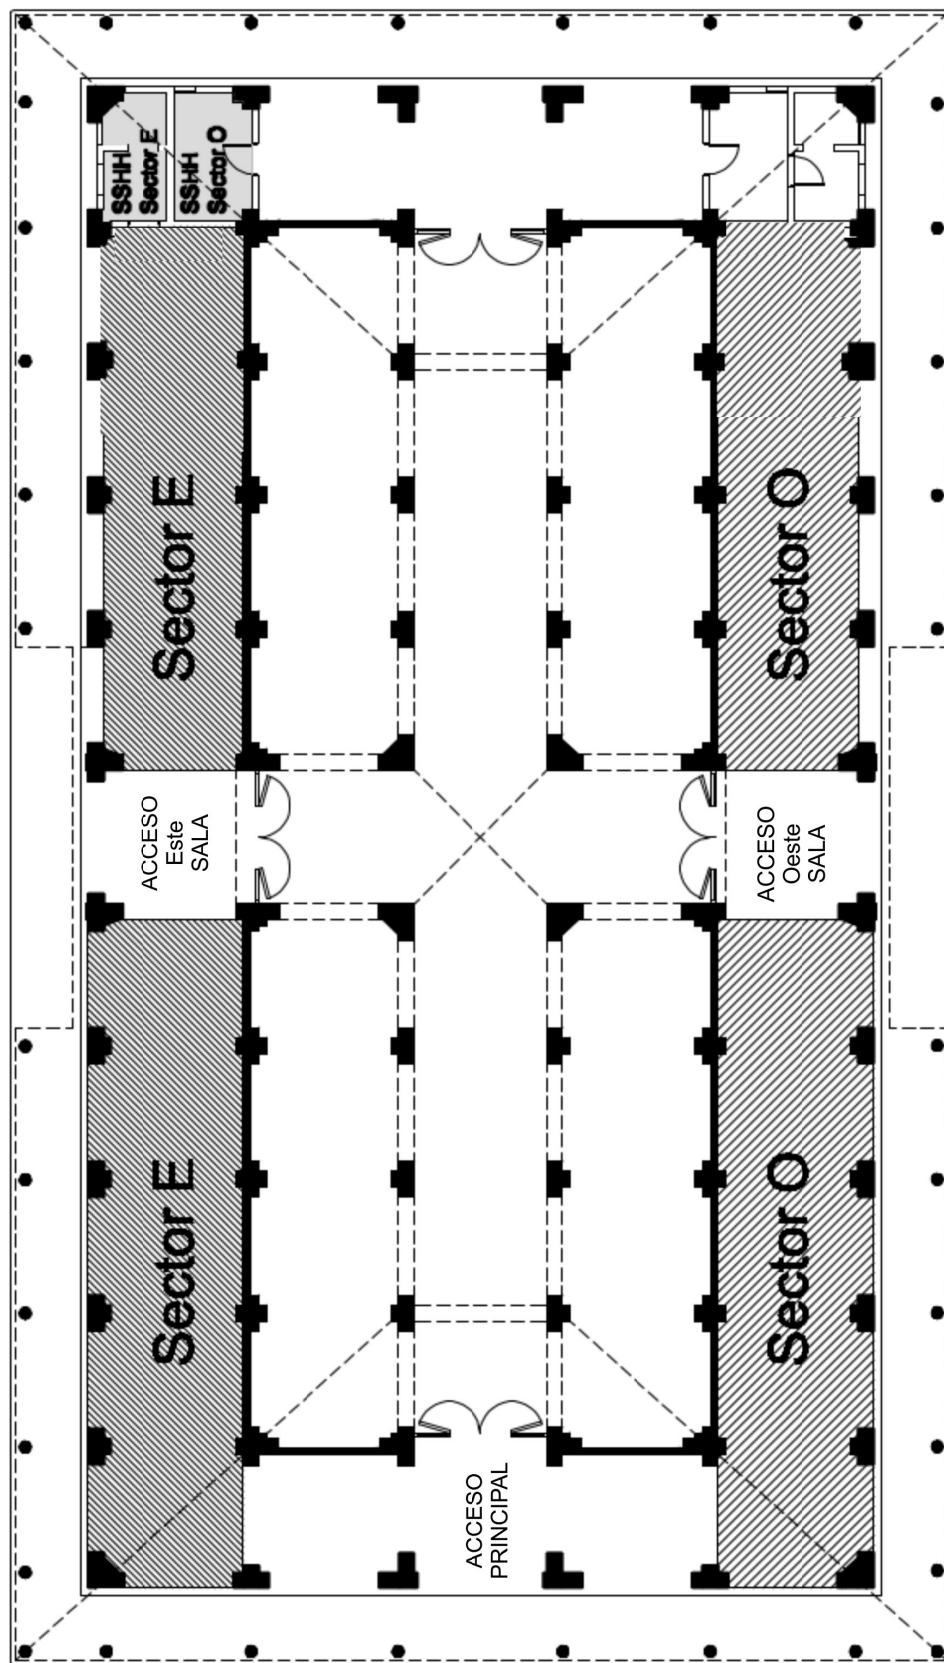 SSHH
Sector E
SSHH
Sector O
Sector E
Sector O
ACCESO
Este
SALA
ACCESO
Oeste
SALA
Sector E
Sector O
ACCESO
PRINCIPAL